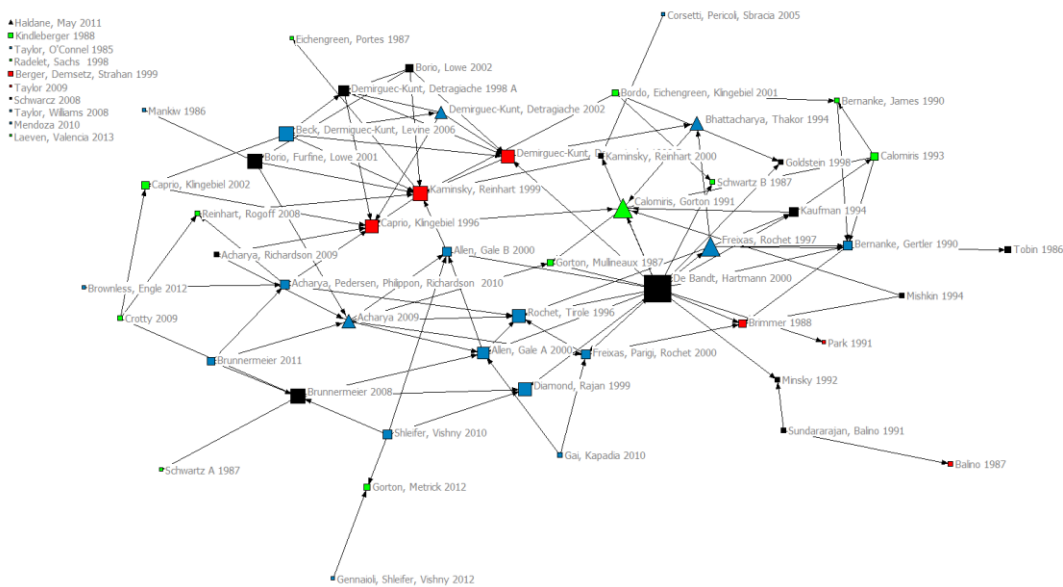 Haldane, May 2011
Kindleberger 1988
Taylor, O'Connel 1985
Radelet, Sachs 1998
Berger, Demsetz, Strahan 1999
Taylor 2009
Schwarcz 2008
Taylor, Wiliams 2008
Mendoza 2010
Laeven, Valencia 2013
Corsetti, Pericoli, Sbracia 2005
Eichengreen, Portes 1987
Borio, Lowe 2002
Demirguec-Kunt, Detragiache 1998 A
Bordo, Eichengreen, Klingebiel 2001
Bernanke, James 1990
Mankiw 1986
Demirguec-Kunt, Detragiache 2002
Bhattacharya, Thakor 1994
Beck, Dermiguec-Kunt, Levine 2006
Demirguec-Kunt,
Kaminsky, Reinhart 2000
Goldstein 1998
Calomiris 1993
Borio, Furfine, Lowe 2001
Schwartz B 1987
Caprio, Klingebiel 2002
Kaminsky, Reinhart 1999
Calomiris, Gorton 1991
Reinhart, Rogoff 2008
Kaufman 1994
Caprio, Klingebiel 1996
Freixas, Rochet 1997
Bernanke, Gertler 1990
Tobin 1986
Acharya, Richardson 2009
Allen, Gale B 2000
Gorton, Mulineaux 1987
De Bandt, Hartmann 2000
Brownless, Engle 2012
Acharya, Pedersen, Philippon, Richardson 2010
Mishkin 1994
Crotty 2009
Acharya 2009
Rochet, Tirole 1996
Brimmer 1988
Park 1991
Brunnermeier 2011
Allen, Gale A 2000
Freixas, Parigi, Rochet 2000
Minsky 1992
Brunnermeier 2008
Diamond, Rajan 1999
Shleifer, Vishny 2010
Sundararajan, Balino 1991
Gai, Kapadia 2010
Balino 1987
Schwartz A 1987
Gorton, Metrick 2012
Gennaioli, Shleifer, Vishny 2012